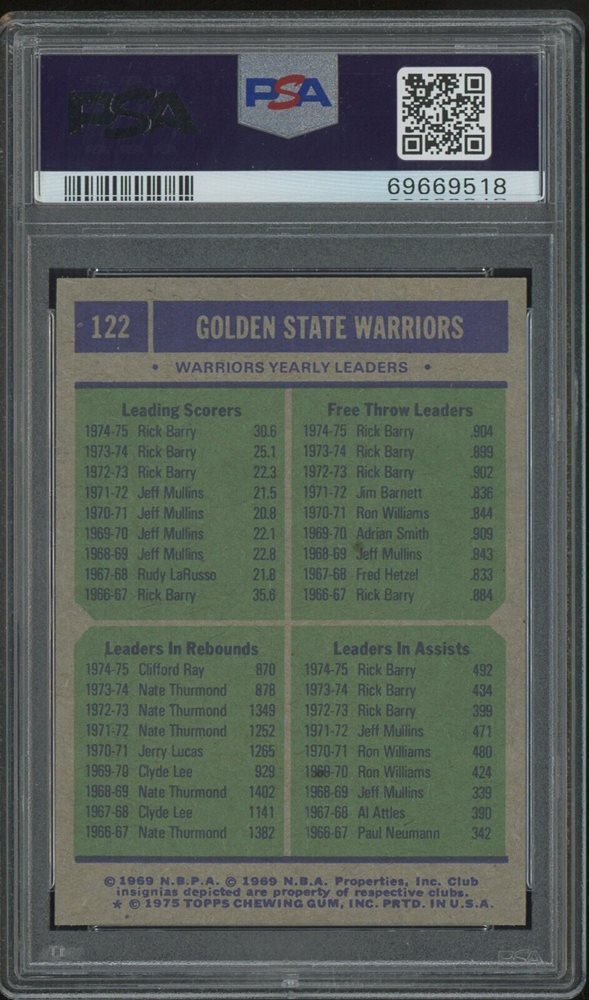 PSA
PSA
69669518
122 GOLDEN STATE WARRIORS
• WARRIORS YEARLY LEADERS •
Leading Scorers
1974-75 Rick Barry 30.6
1973-74 Rick Barry 25.1
1972-73 Rick Barry 22.3
1971-72 Jeff Mullins 21.5
1970-71 Jeff Mullins 20.8
1969-70 Jeff Mullins 22.1
1968-69 Jeff Mullins 22.8
1967-68 Rudy LaRusso 21.8
1966-67 Rick Barry 35.6
Free Throw Leaders
1974-75 Rick Barry .904
1973-74 Rick Barry .899
1972-73 Rick Barry .902
1971-72 Jim Barnett .836
1970-71 Ron Williams .844
1969-70 Adrian Smith .909
1968-69 Jeff Mullins .843
1967-68 Fred Hetzel .833
1966-67 Rick Barry .884
Leaders In Rebounds
1974-75 Clifford Ray 870
1973-74 Nate Thurmond 878
1972-73 Nate Thurmond 1349
1971-72 Nate Thurmond 1252
1970-71 Jerry Lucas 1265
1969-70 Clyde Lee 929
1968-69 Nate Thurmond 1402
1967-68 Clyde Lee 1141
1966-67 Nate Thurmond 1382
Leaders In Assists
1974-75 Rick Barry 492
1973-74 Rick Barry 434
1972-73 Rick Barry 399
1971-72 Jeff Mullins 471
1970-71 Ron Williams 480
1969-70 Ron Williams 424
1968-69 Jeff Mullins 339
1967-68 Al Attles 390
1966-67 Paul Neumann 342
© 1969 N.B.P.A. © 1969 N.B.A. Properties, Inc. Club
insignias depicted are property of respective clubs.
* © 1975 TOPPS CHEWING GUM, INC. PRTD. IN U.S.A.
PSA